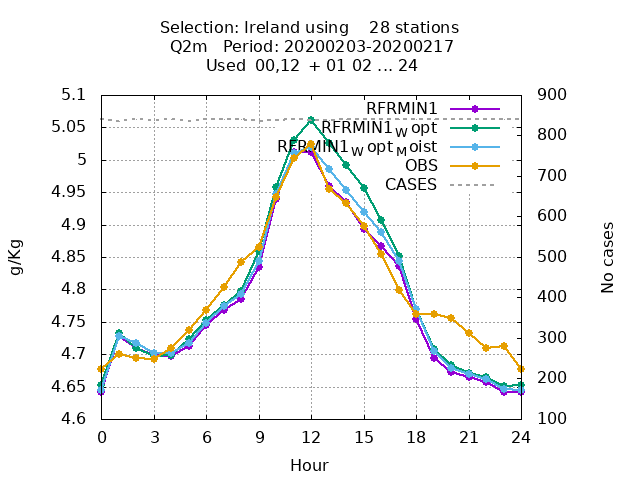 Selection: Ireland using    28 stations
Q2m   Period: 20200203-20200217
Used  00,12  + 01 02 ... 24
RFRMIN1
RFRMIN1_W opt
RFRMIN1_W opt_M oist
OBS
CASES
5.1
5.05
5
4.95
4.9
4.85
4.8
4.75
4.7
4.65
4.6
g/Kg
900
800
700
600
500
400
300
200
100
No cases
0 3 6 9 12 15 18 21 24
Hour